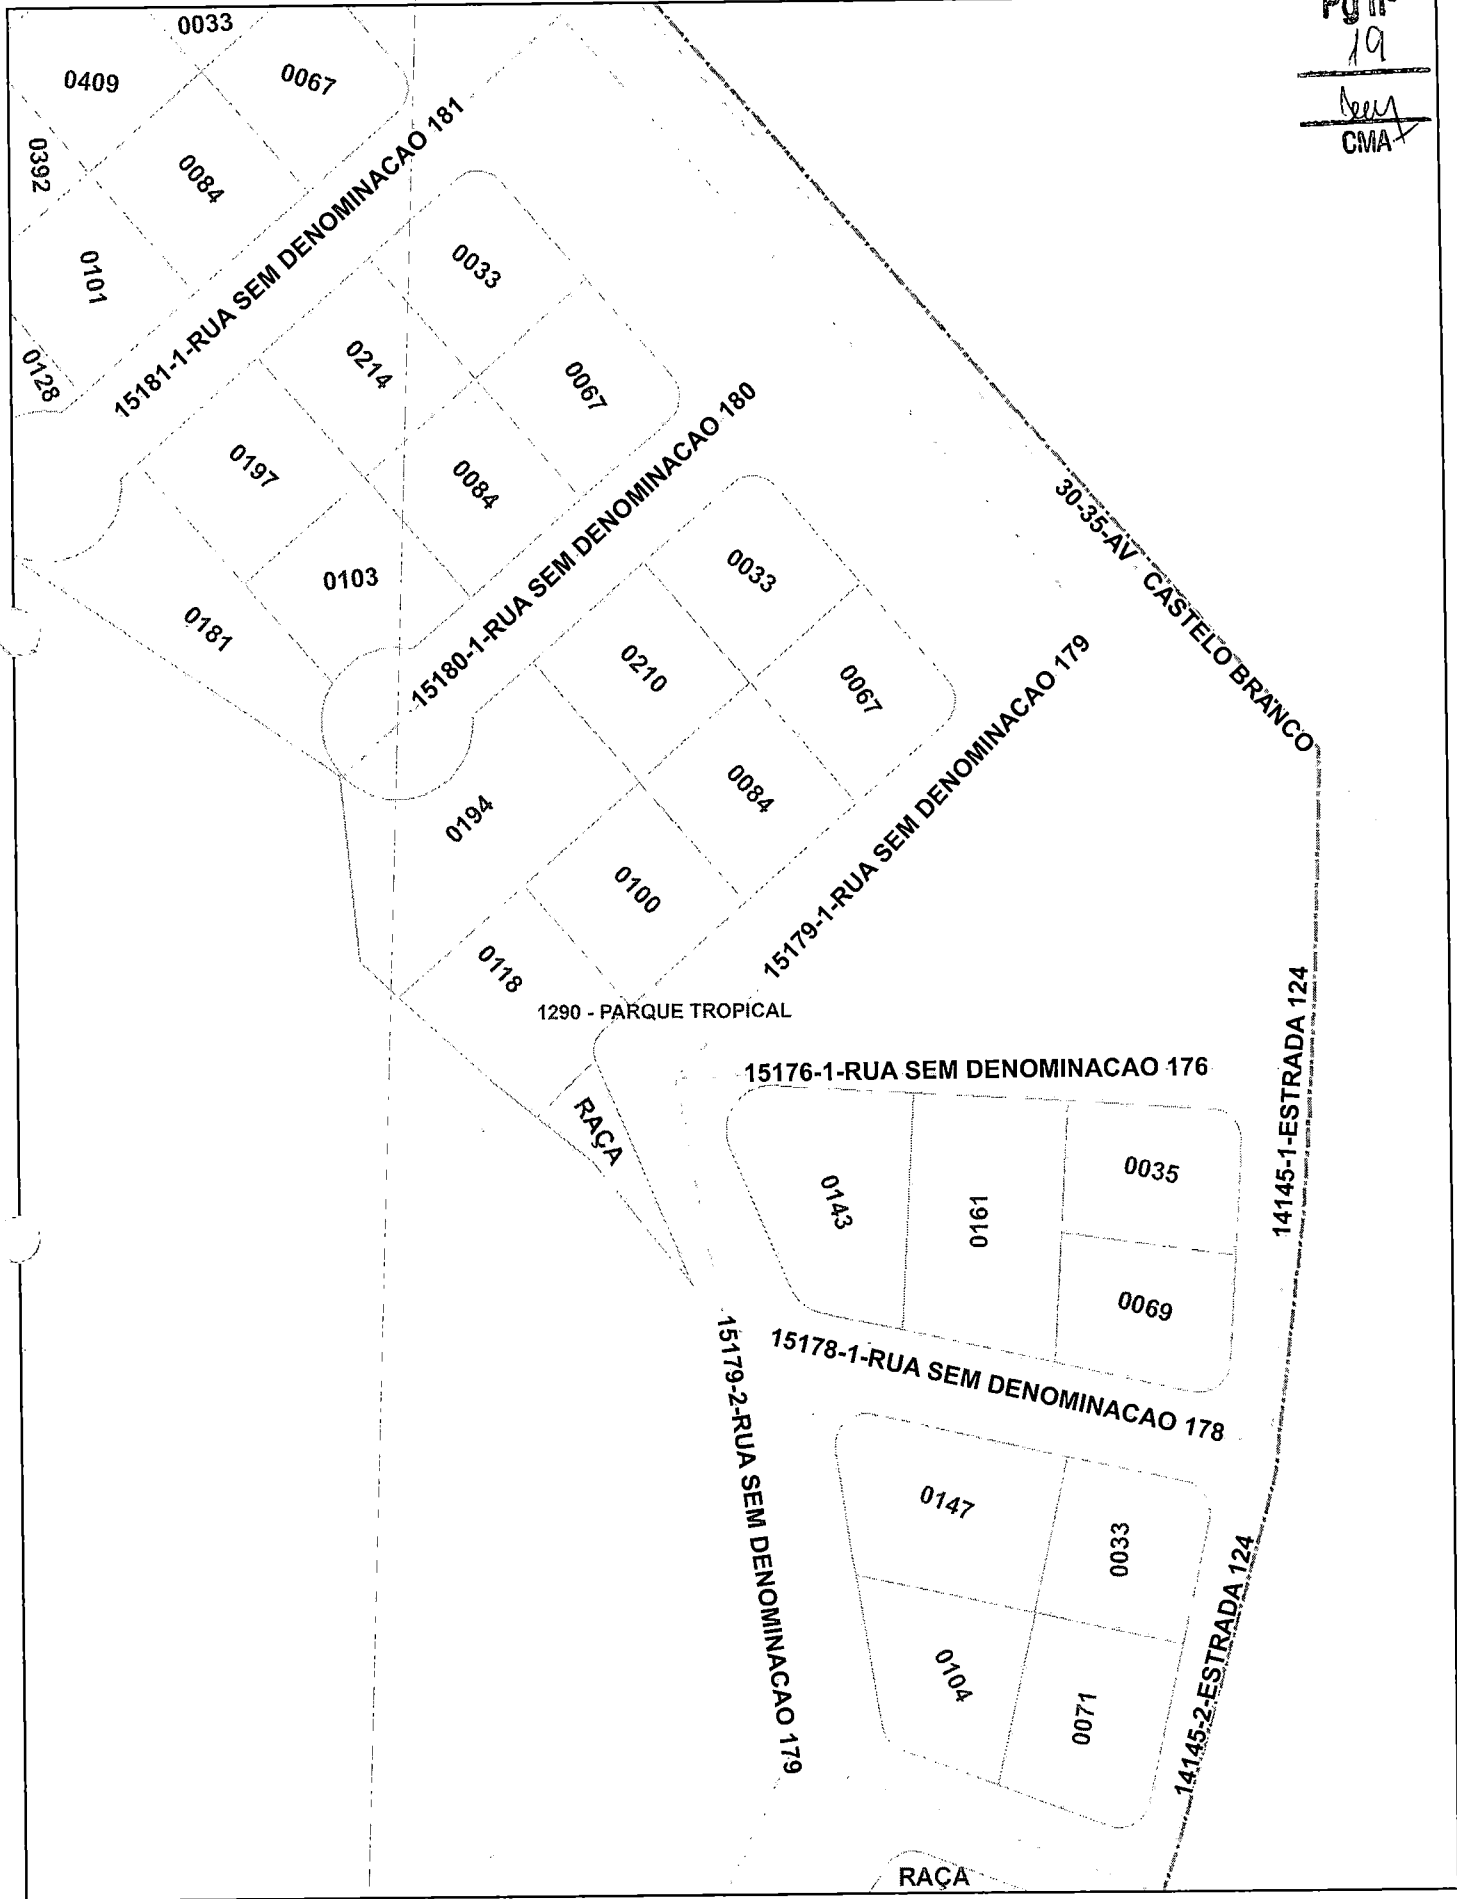 Pg nº
19
CMA
0033
0409
0067
0392
0084
0101
0128
15181-1-RUA SEM DENOMINACAO 181
0033
0214
0067
0197
0084
0103
0181
15180-1-RUA SEM DENOMINACAO 180
30-35-AV CASTELO BRANCO
0033
0210
0067
0084
0194
0100
0118
15179-1-RUA SEM DENOMINACAO 179
1290 - PARQUE TROPICAL
RAÇA
15176-1-RUA SEM DENOMINACAO 176
14145-1-ESTRADA 124
0143
0161
0035
0069
15178-1-RUA SEM DENOMINACAO 178
15179-2-RUA SEM DENOMINACAO 179
0147
0033
0104
0071
14145-2-ESTRADA 124
RAÇA